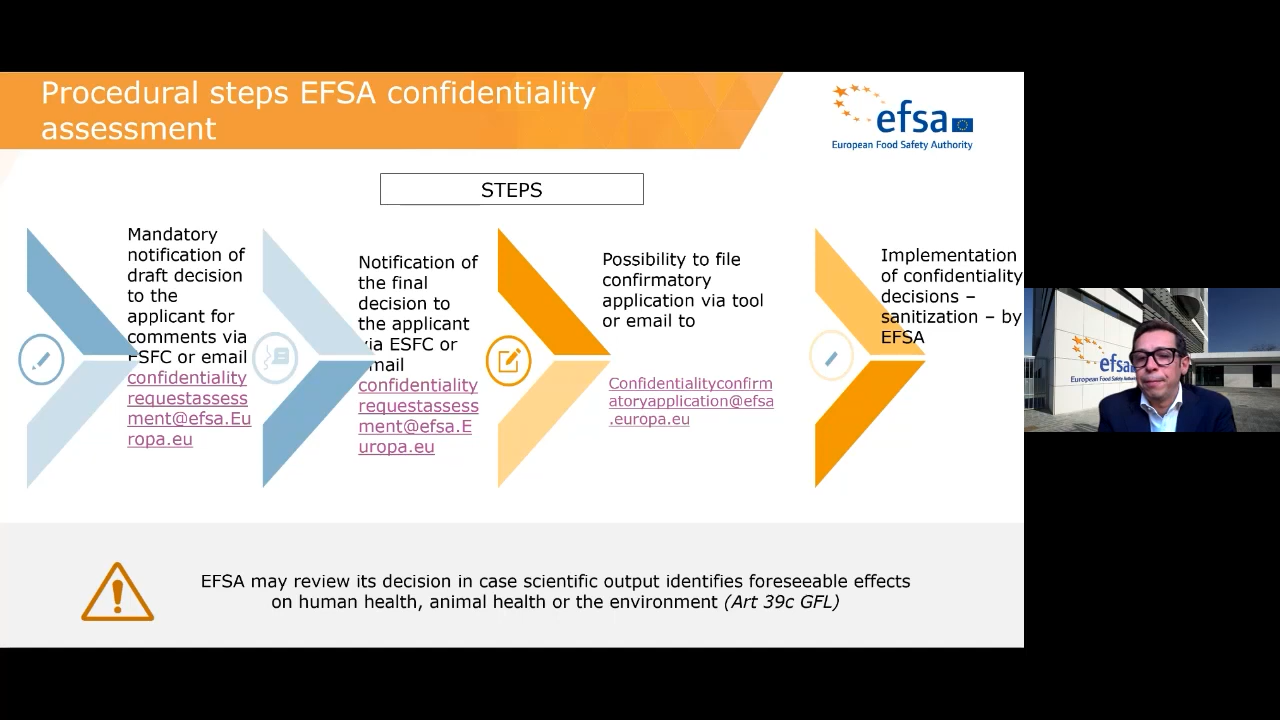 Procedural steps EFSA confidentiality
assessment
efsa
European Food Safety Authority
STEPS
Mandatory
notification of
draft decision
to the
applicant for
comments via
ESFC or email
confidentiality
requestassess
ment@efsa.Eu
ropa.eu
Notification of
the final
decision to
the applicant
via ESFC or
email
confidentiality
requestassess
ment@efsa.E
uropa.eu
Possibility to file
confirmatory
application via tool
or email to
Confidentialityconfirm
atoryapplication@efsa
.europa.eu
Implementation
of confidentiality
decisions –
sanitization – by
EFSA
efsa
European Food Safety Authority
EFSA may review its decision in case scientific output identifies foreseeable effects
on human health, animal health or the environment (Art 39c GFL)